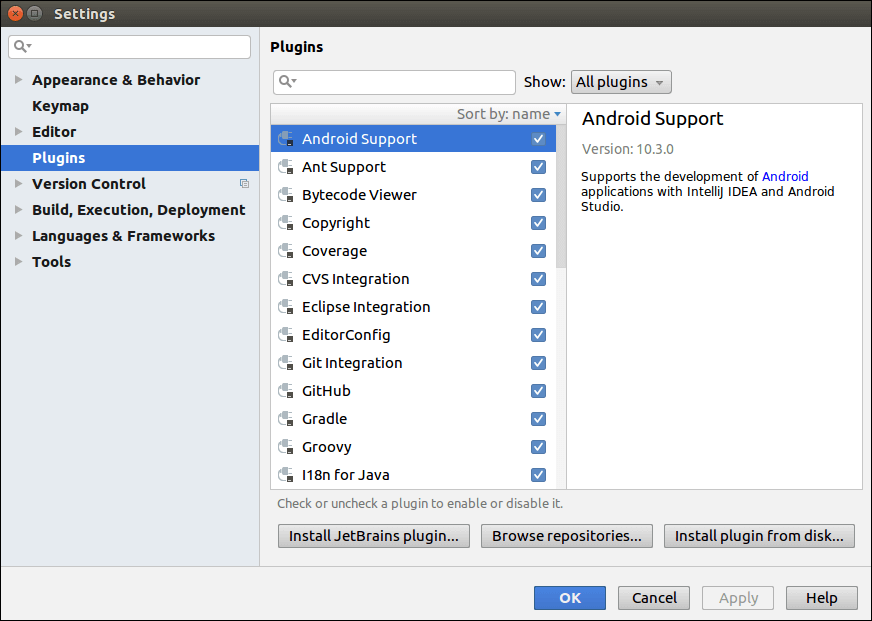 Settings
Appearance & Behavior
Keymap
Editor
Plugins
Version Control
Build, Execution, Deployment
Languages & Frameworks
Tools
Plugins
Show: All plugins
Sort by: name
Android Support
Ant Support
Bytecode Viewer
Copyright
Coverage
CVS Integration
Eclipse Integration
EditorConfig
Git Integration
GitHub
Gradle
Groovy
I18n for Java
Android Support
Version: 10.3.0
Supports the development of Android
applications with IntelliJ IDEA and Android
Studio.
Check or uncheck a plugin to enable or disable it.
Install JetBrains plugin... Browse repositories... Install plugin from disk...
OK Cancel Apply Help